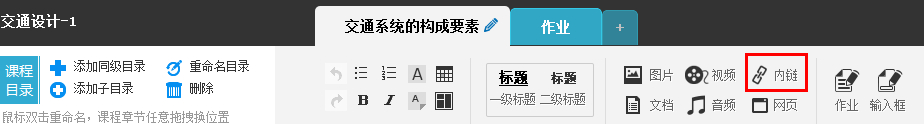 交通设计-1
交通系统的构成要素
作业
+
课程目录
添加同级目录
重命名目录
添加子目录
删除
鼠标双击重命名，课程章节任意拖拽换位置
A
B I A
标题
一级标题
标题
二级标题
图片
视频
内链
文档
音频
网页
作业
输入框